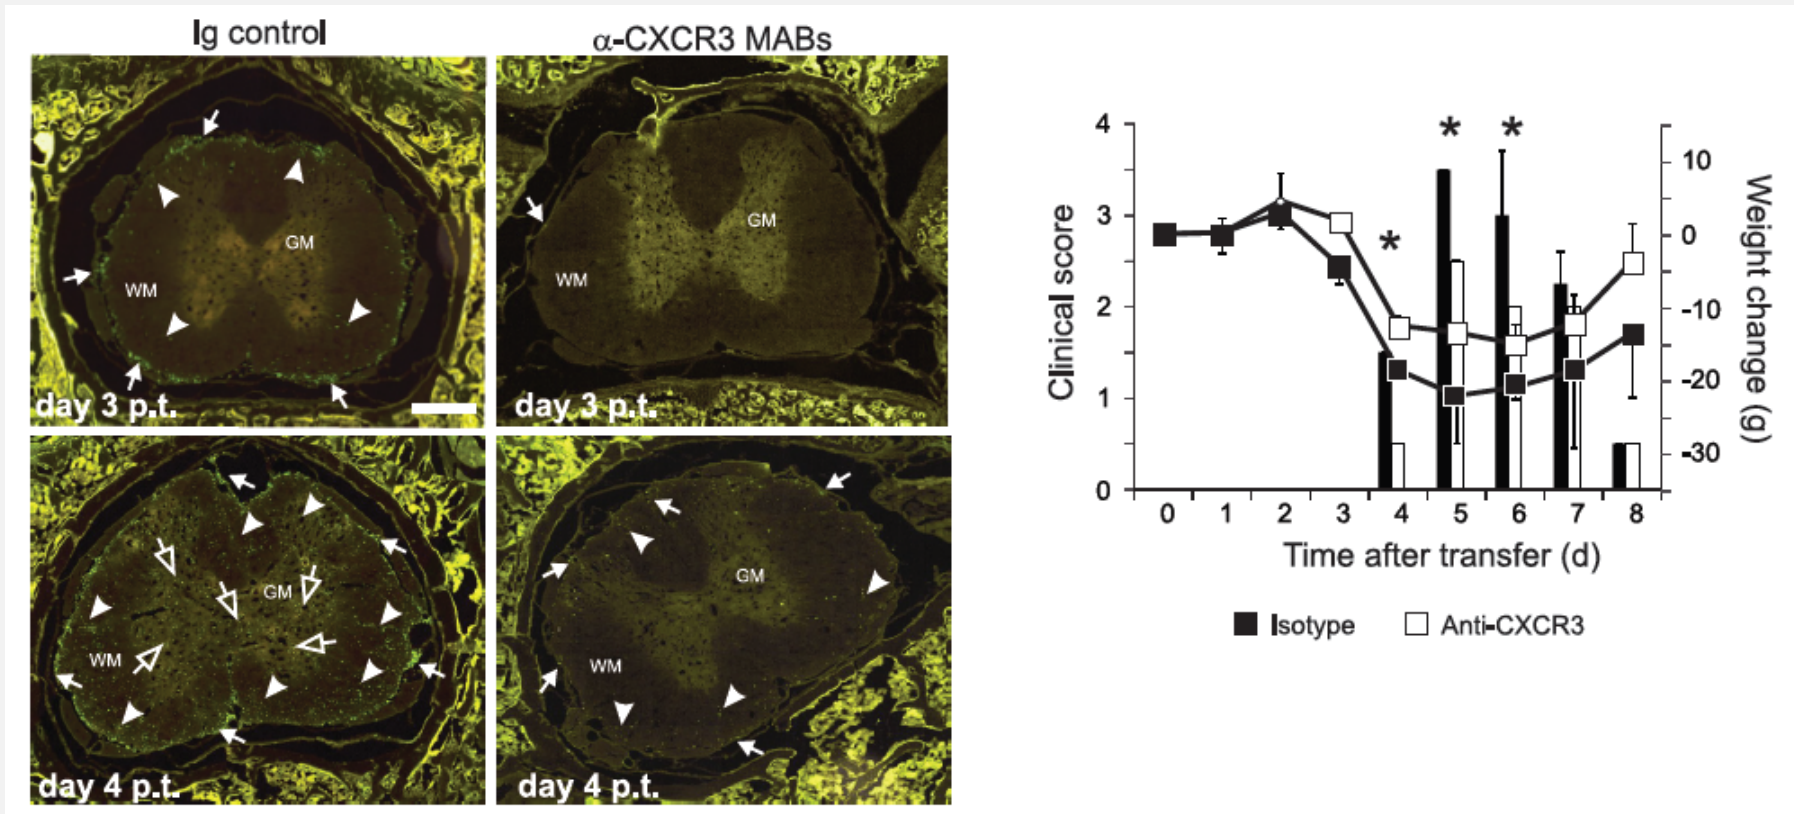 Ig control
α-CXCR3 MABs
GM
WM
day 3 p.t.
GM
WM
day 3 p.t.
GM
WM
day 4 p.t.
GM
WM
day 4 p.t.
Clinical score
4
3
2
1
0
* * *
10
0
-10
-20
-30
Weight change (g)
0 1 2 3 4 5 6 7 8
Time after transfer (d)
Isotype Anti-CXCR3